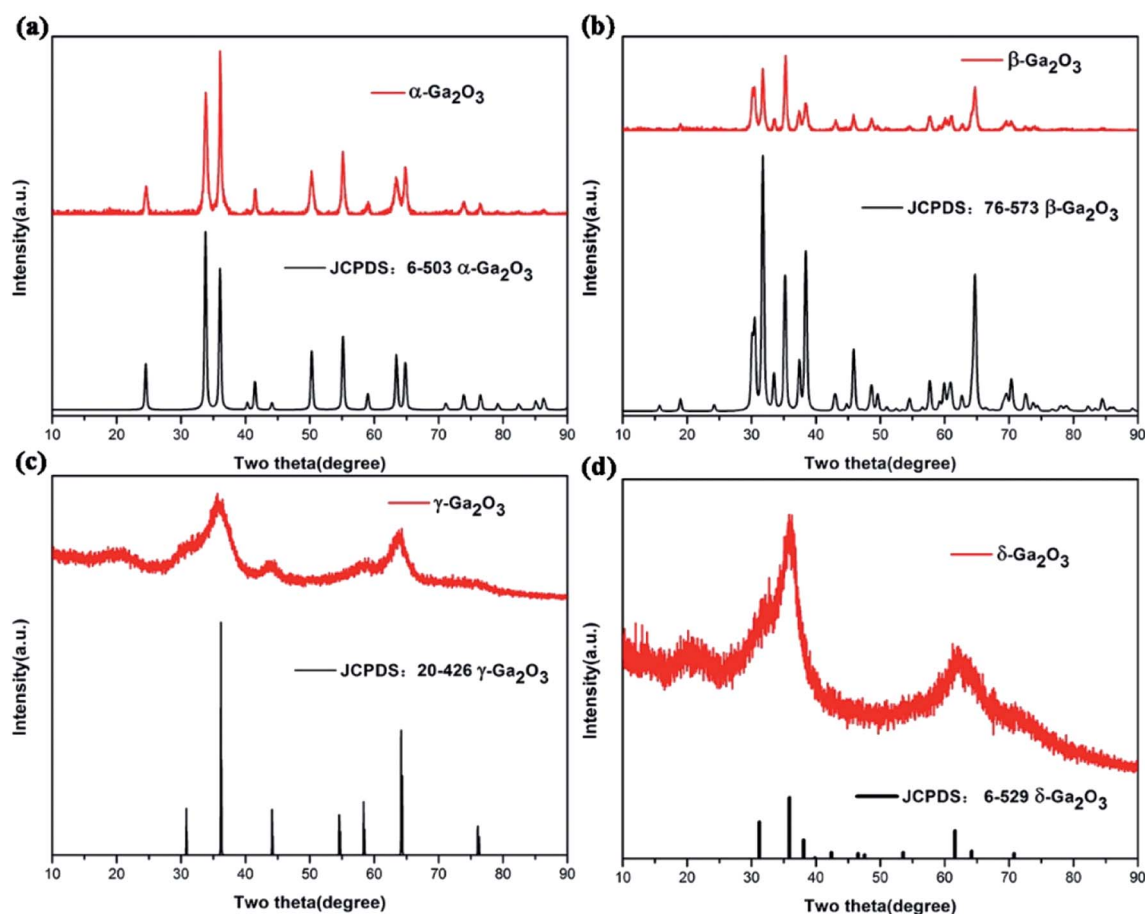 (a)
α-Ga2O3
JCPDS：6-503 α-Ga2O3
Intensity(a.u.)
10 20 30 40 50 60 70 80 90
Two theta(degree)
(b)
β-Ga2O3
JCPDS：76-573 β-Ga2O3
Intensity(a.u.)
10 20 30 40 50 60 70 80 90
Two theta(degree)
(c)
γ-Ga2O3
JCPDS：20-426 γ-Ga2O3
Intensity(a.u.)
10 20 30 40 50 60 70 80 90
Two theta(degree)
(d)
δ-Ga2O3
JCPDS：6-529 δ-Ga2O3
Intensity(a.u.)
10 20 30 40 50 60 70 80 90
Two theta(degree)